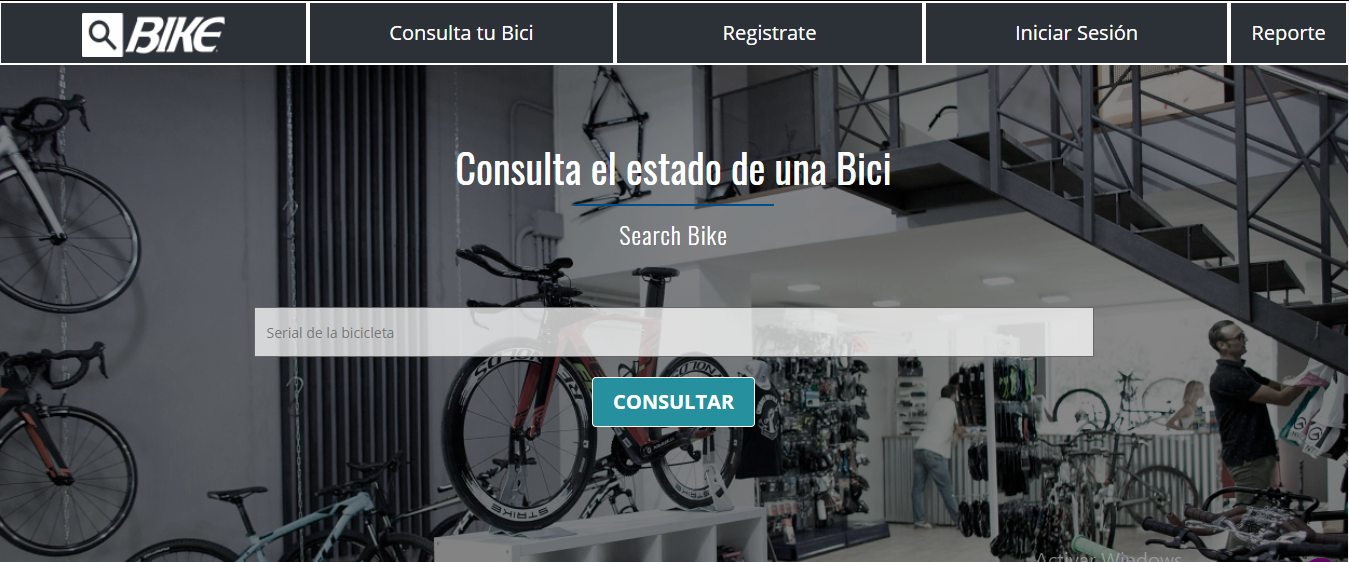 BIKE
Consulta tu Bici
Registrate
Iniciar Sesión
Reporte
Consulta el estado de una Bici
Search Bike
Serial de la bicicleta
CONSULTAR
STRIKE
Activar Windows